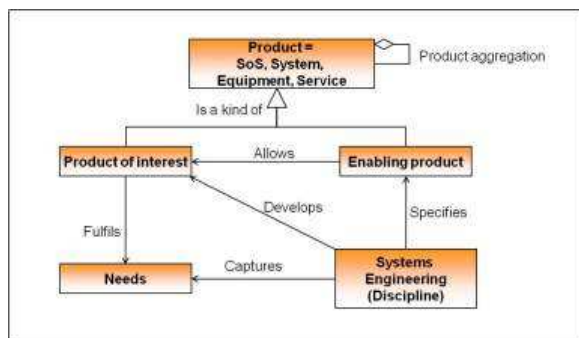 Product =
SoS, System,
Equipment, Service
Product aggregation
Is a kind of
Product of interest
Allows
Enabling product
Develops
Specifies
Fulfils
Needs
Captures
Systems
Engineering
(Discipline)